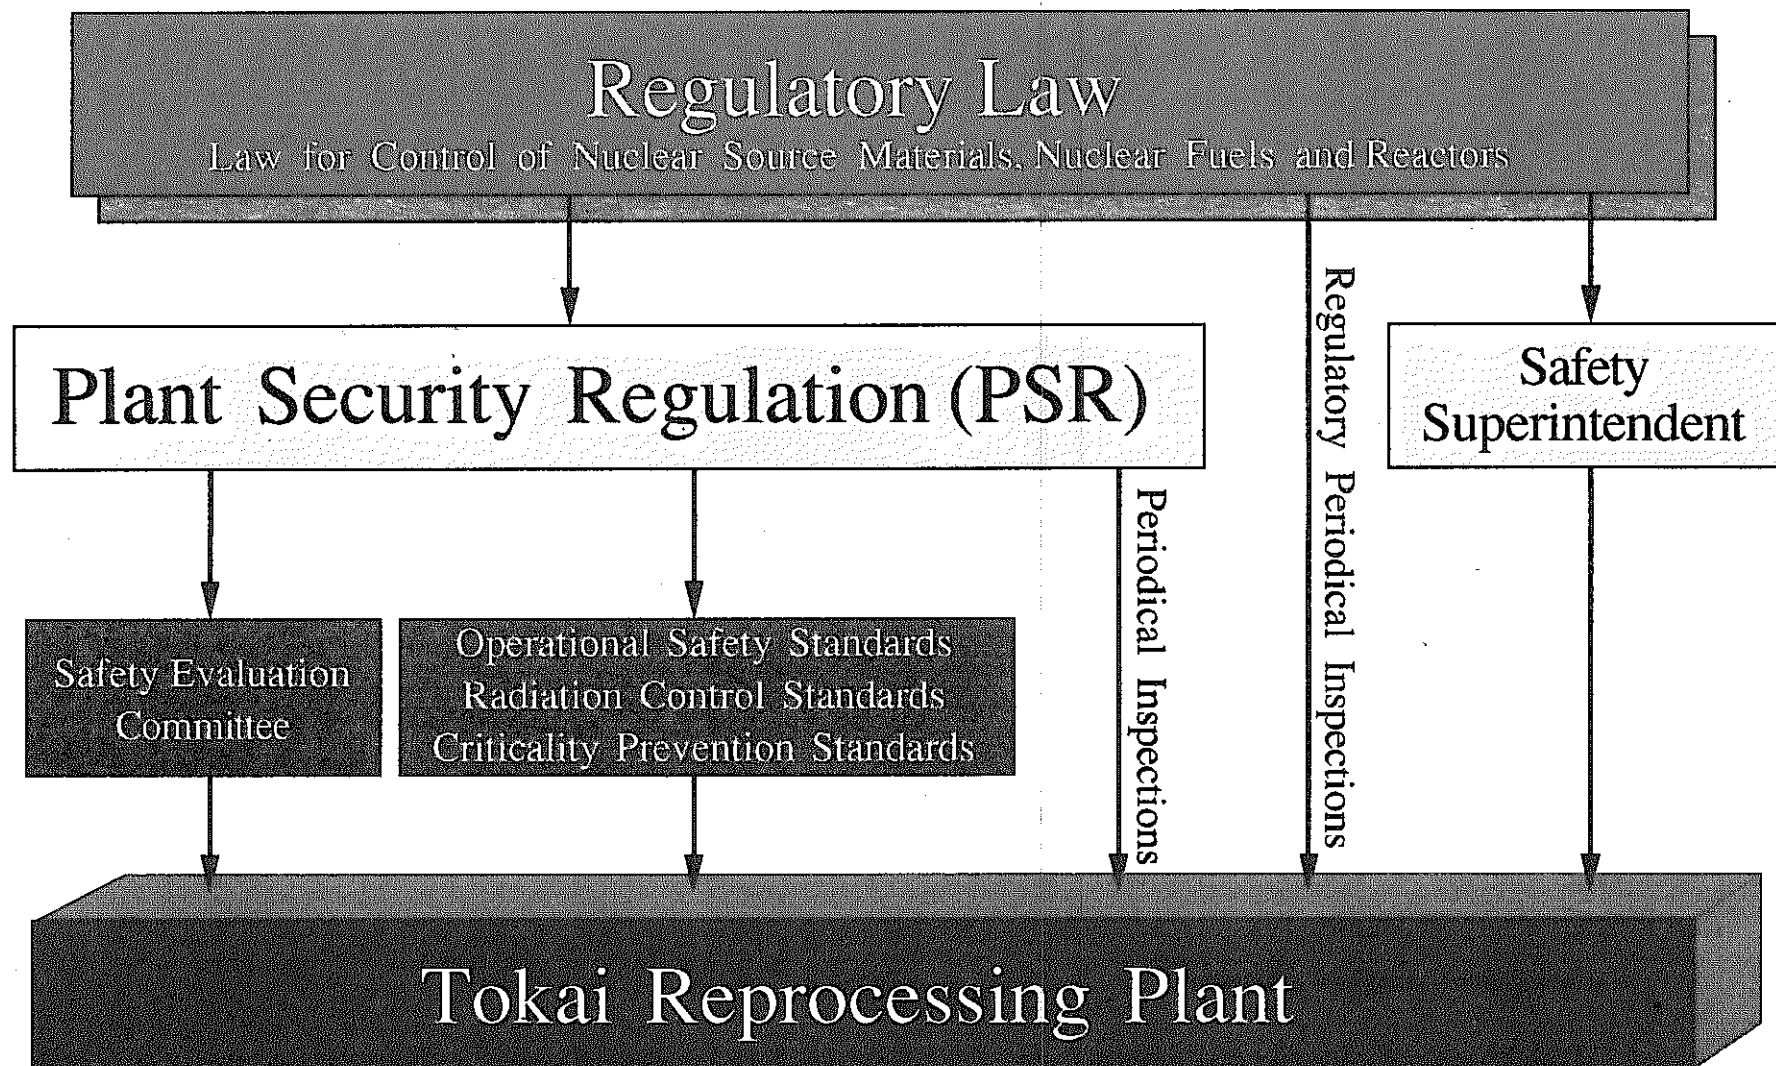 Regulatory Law
Law for Control of Nuclear Source Materials, Nuclear Fuels and Reactors
Plant Security Regulation (PSR)
Safety
Superintendent
Regulatory Periodical Inspections
Periodical Inspections
Safety Evaluation
Committee
Operational Safety Standards
Radiation Control Standards
Criticality Prevention Standards
Tokai Reprocessing Plant